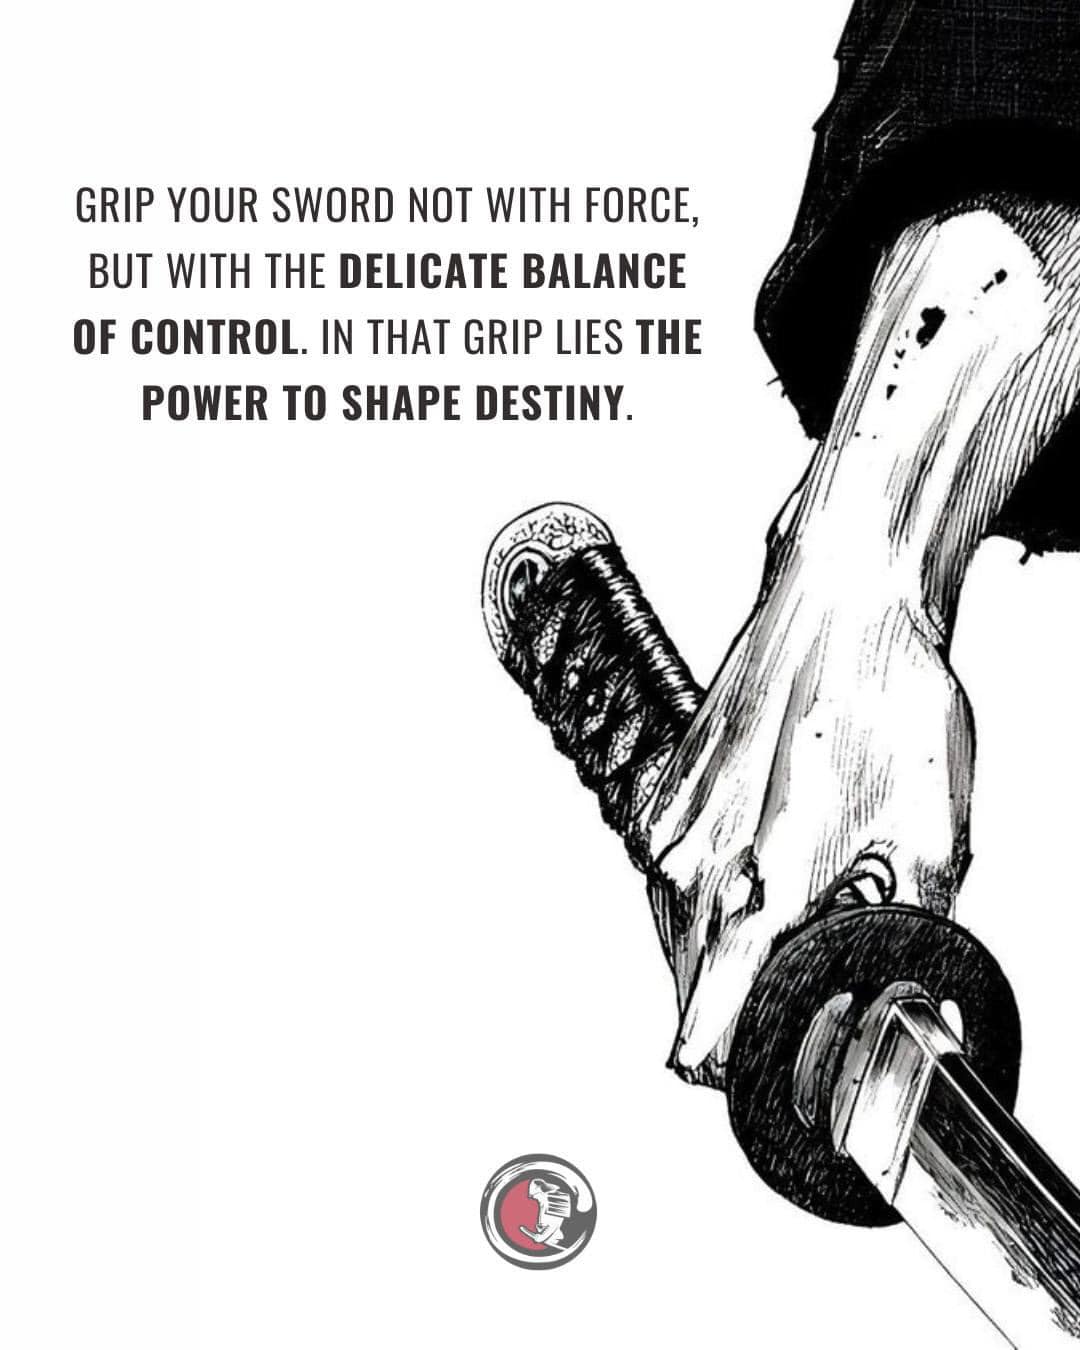 GRIP YOUR SWORD NOT WITH FORCE,
BUT WITH THE DELICATE BALANCE
OF CONTROL. IN THAT GRIP LIES THE
POWER TO SHAPE DESTINY.